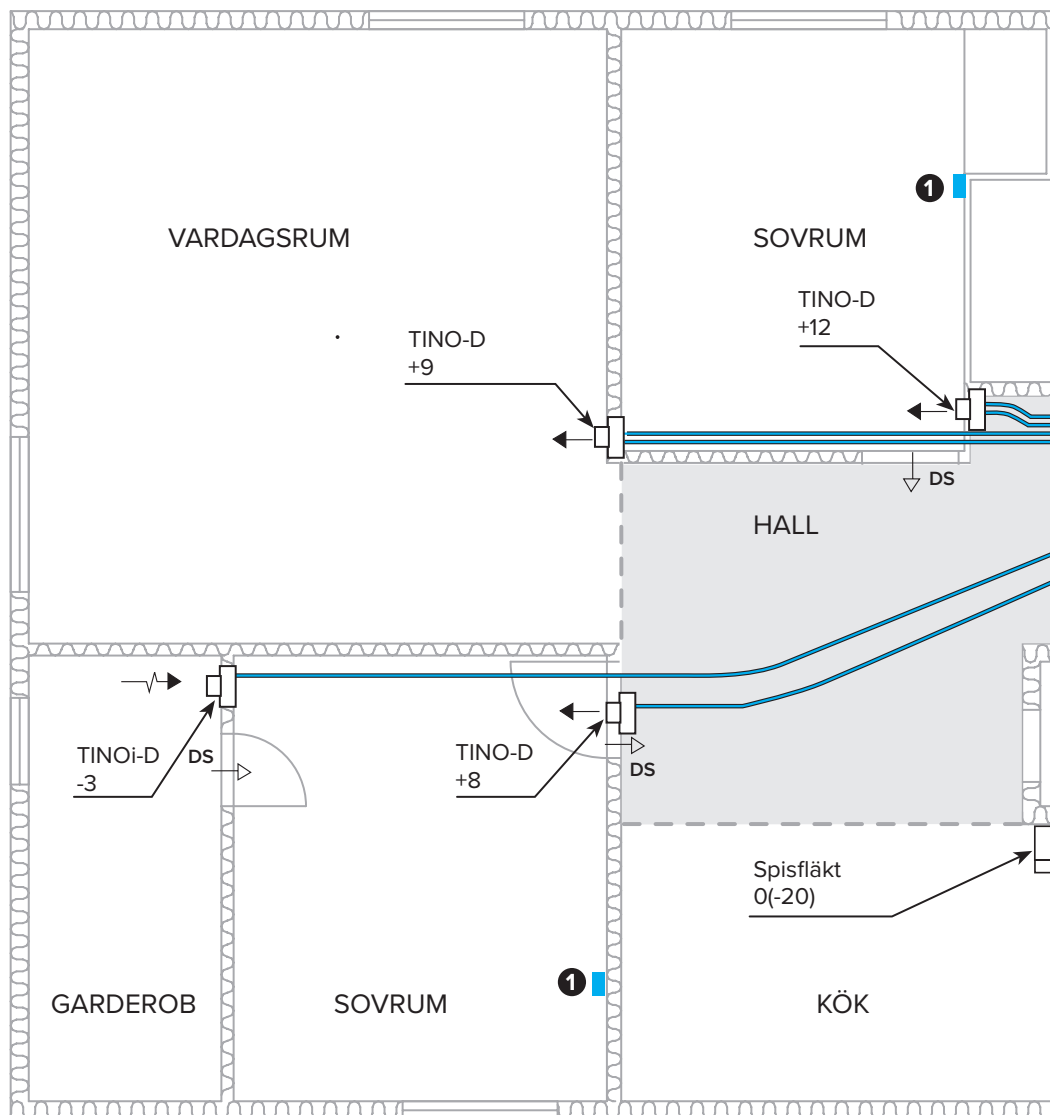 1
VARDAGSRUM
SOVRUM
TINO-D
+12
TINO-D
+9
DS
HALL
TINOi-D
-3
DS
TINO-D
+8
DS
Spisfläkt
0(-20)
1
GARDEROB
SOVRUM
KÖK